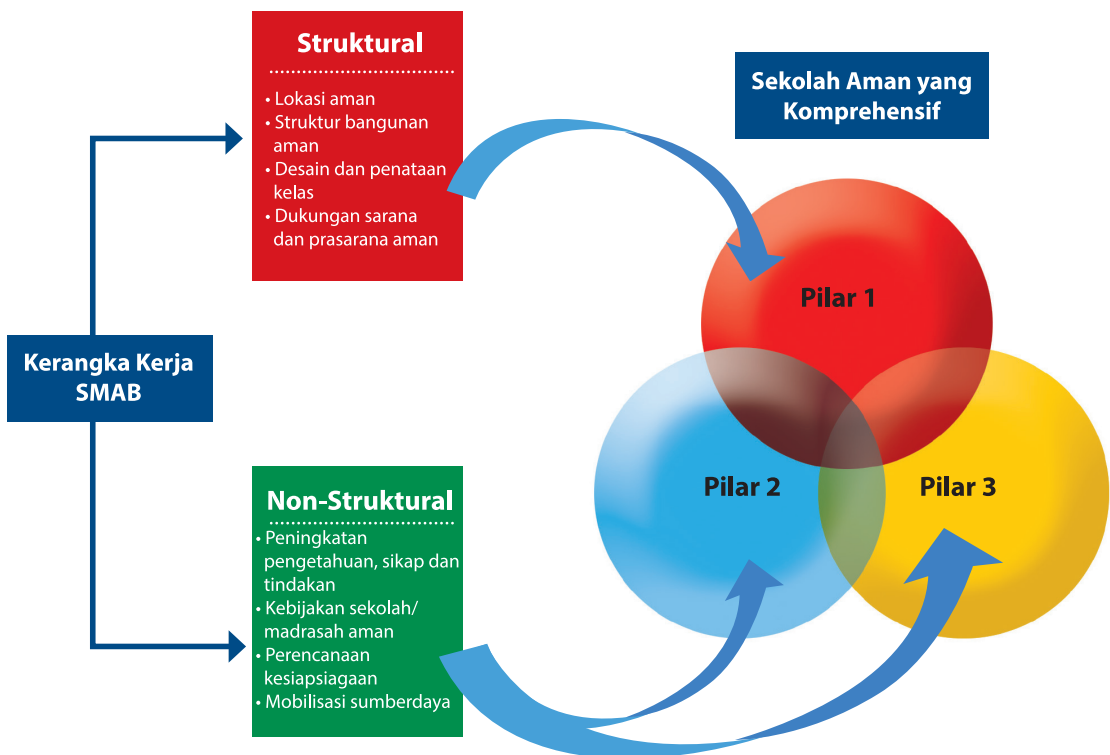 Struktural
• Lokasi aman
• Struktur bangunan
aman
• Desain dan penataan
kelas
• Dukungan sarana
dan prasarana aman
Sekolah Aman yang
Komprehensif
Kerangka Kerja
SMAB
Pilar 1
Pilar 2
Pilar 3
Non-Struktural
• Peningkatan
pengetahuan, sikap dan
tindakan
• Kebijakan sekolah/
madrasah aman
• Perencanaan
kesiapsiagaan
• Mobilisasi sumberdaya